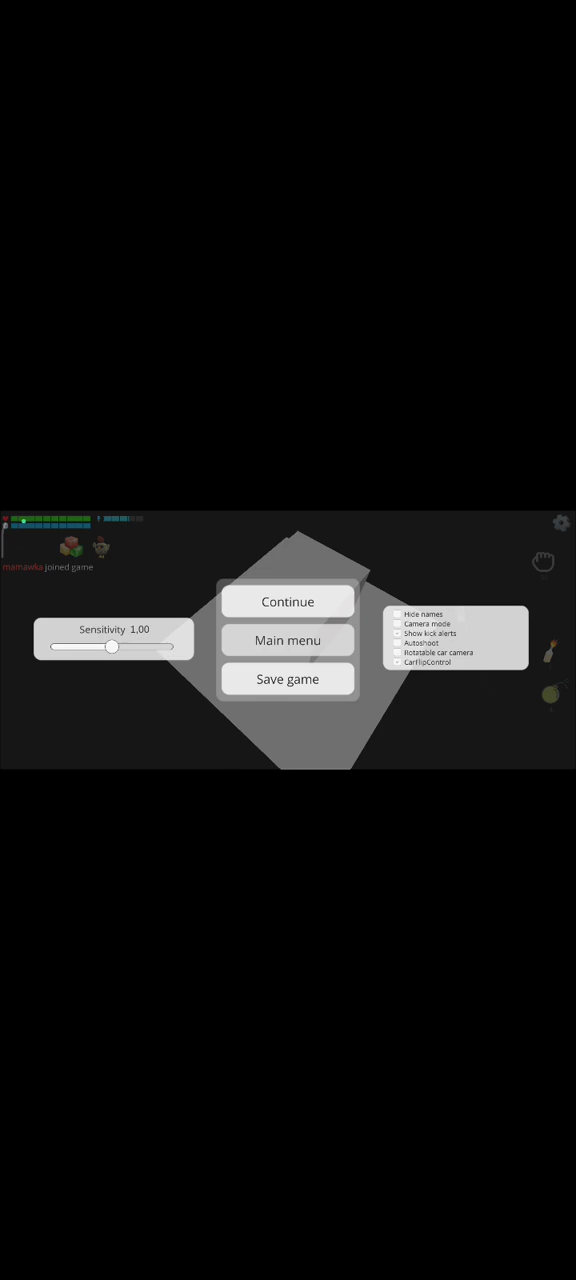 mamawka joined game
Sensitivity 1,00
Continue
Main menu
Save game
Hide names
Camera mode
Show kick alerts
Autoshoot
Rotatable car camera
CarFlipControl